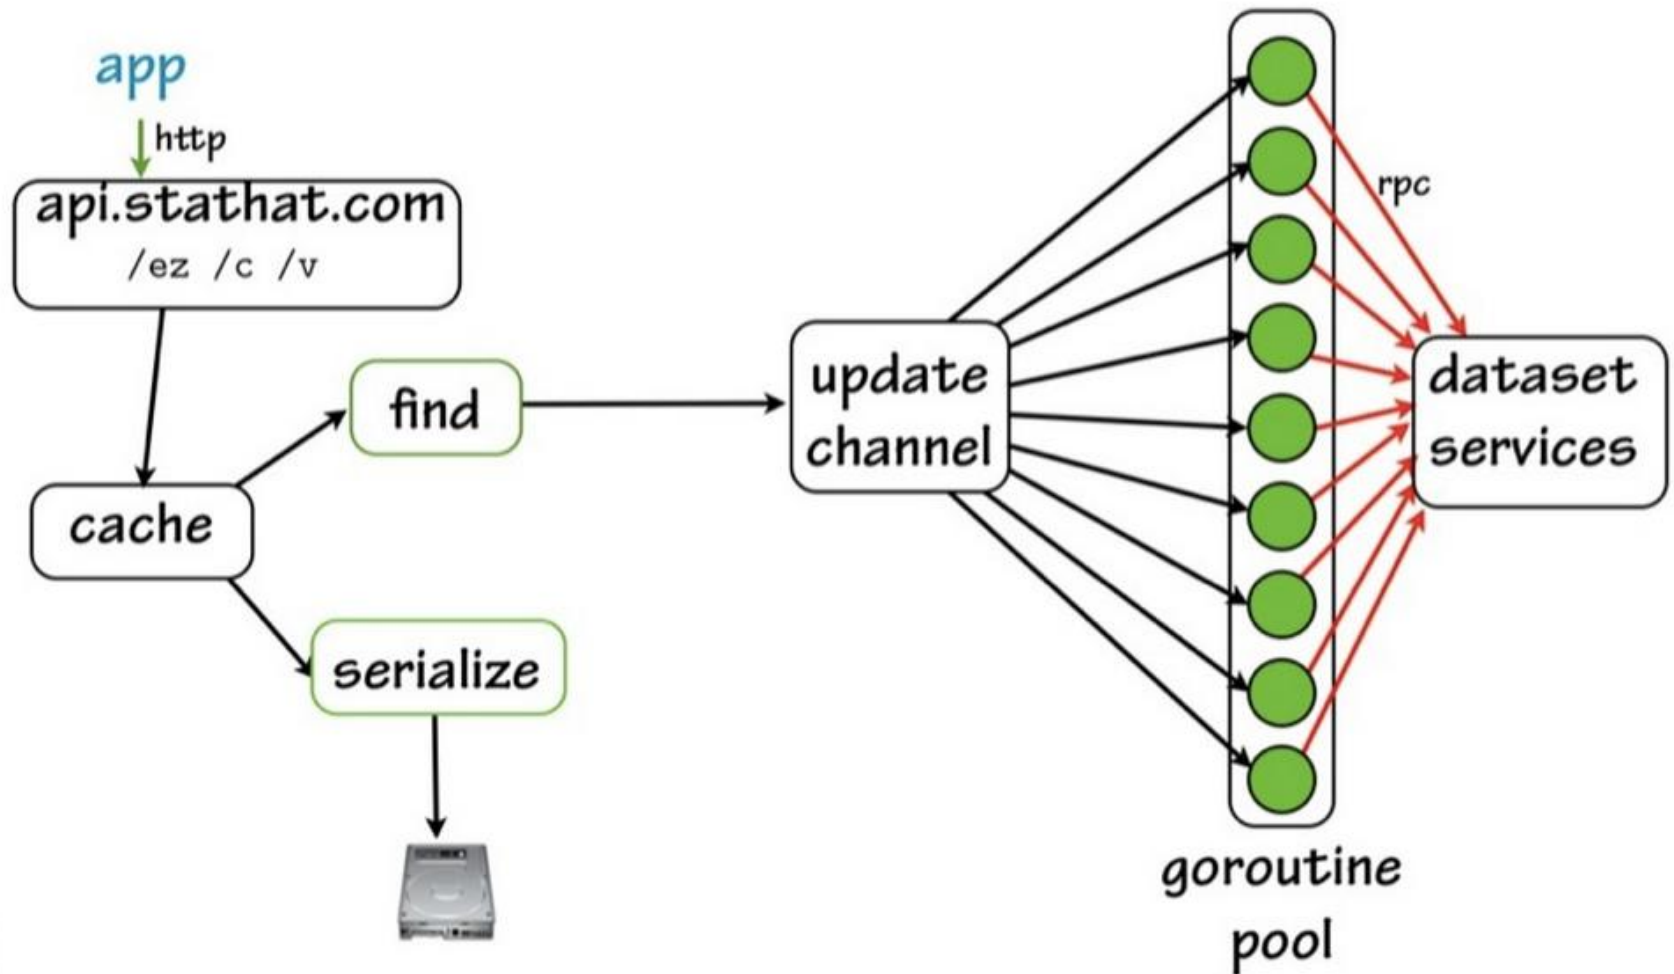 app
http
api.stathat.com
/ez /c /v
cache
find
serialize
update
channel
rpc
dataset
services
goroutine
pool